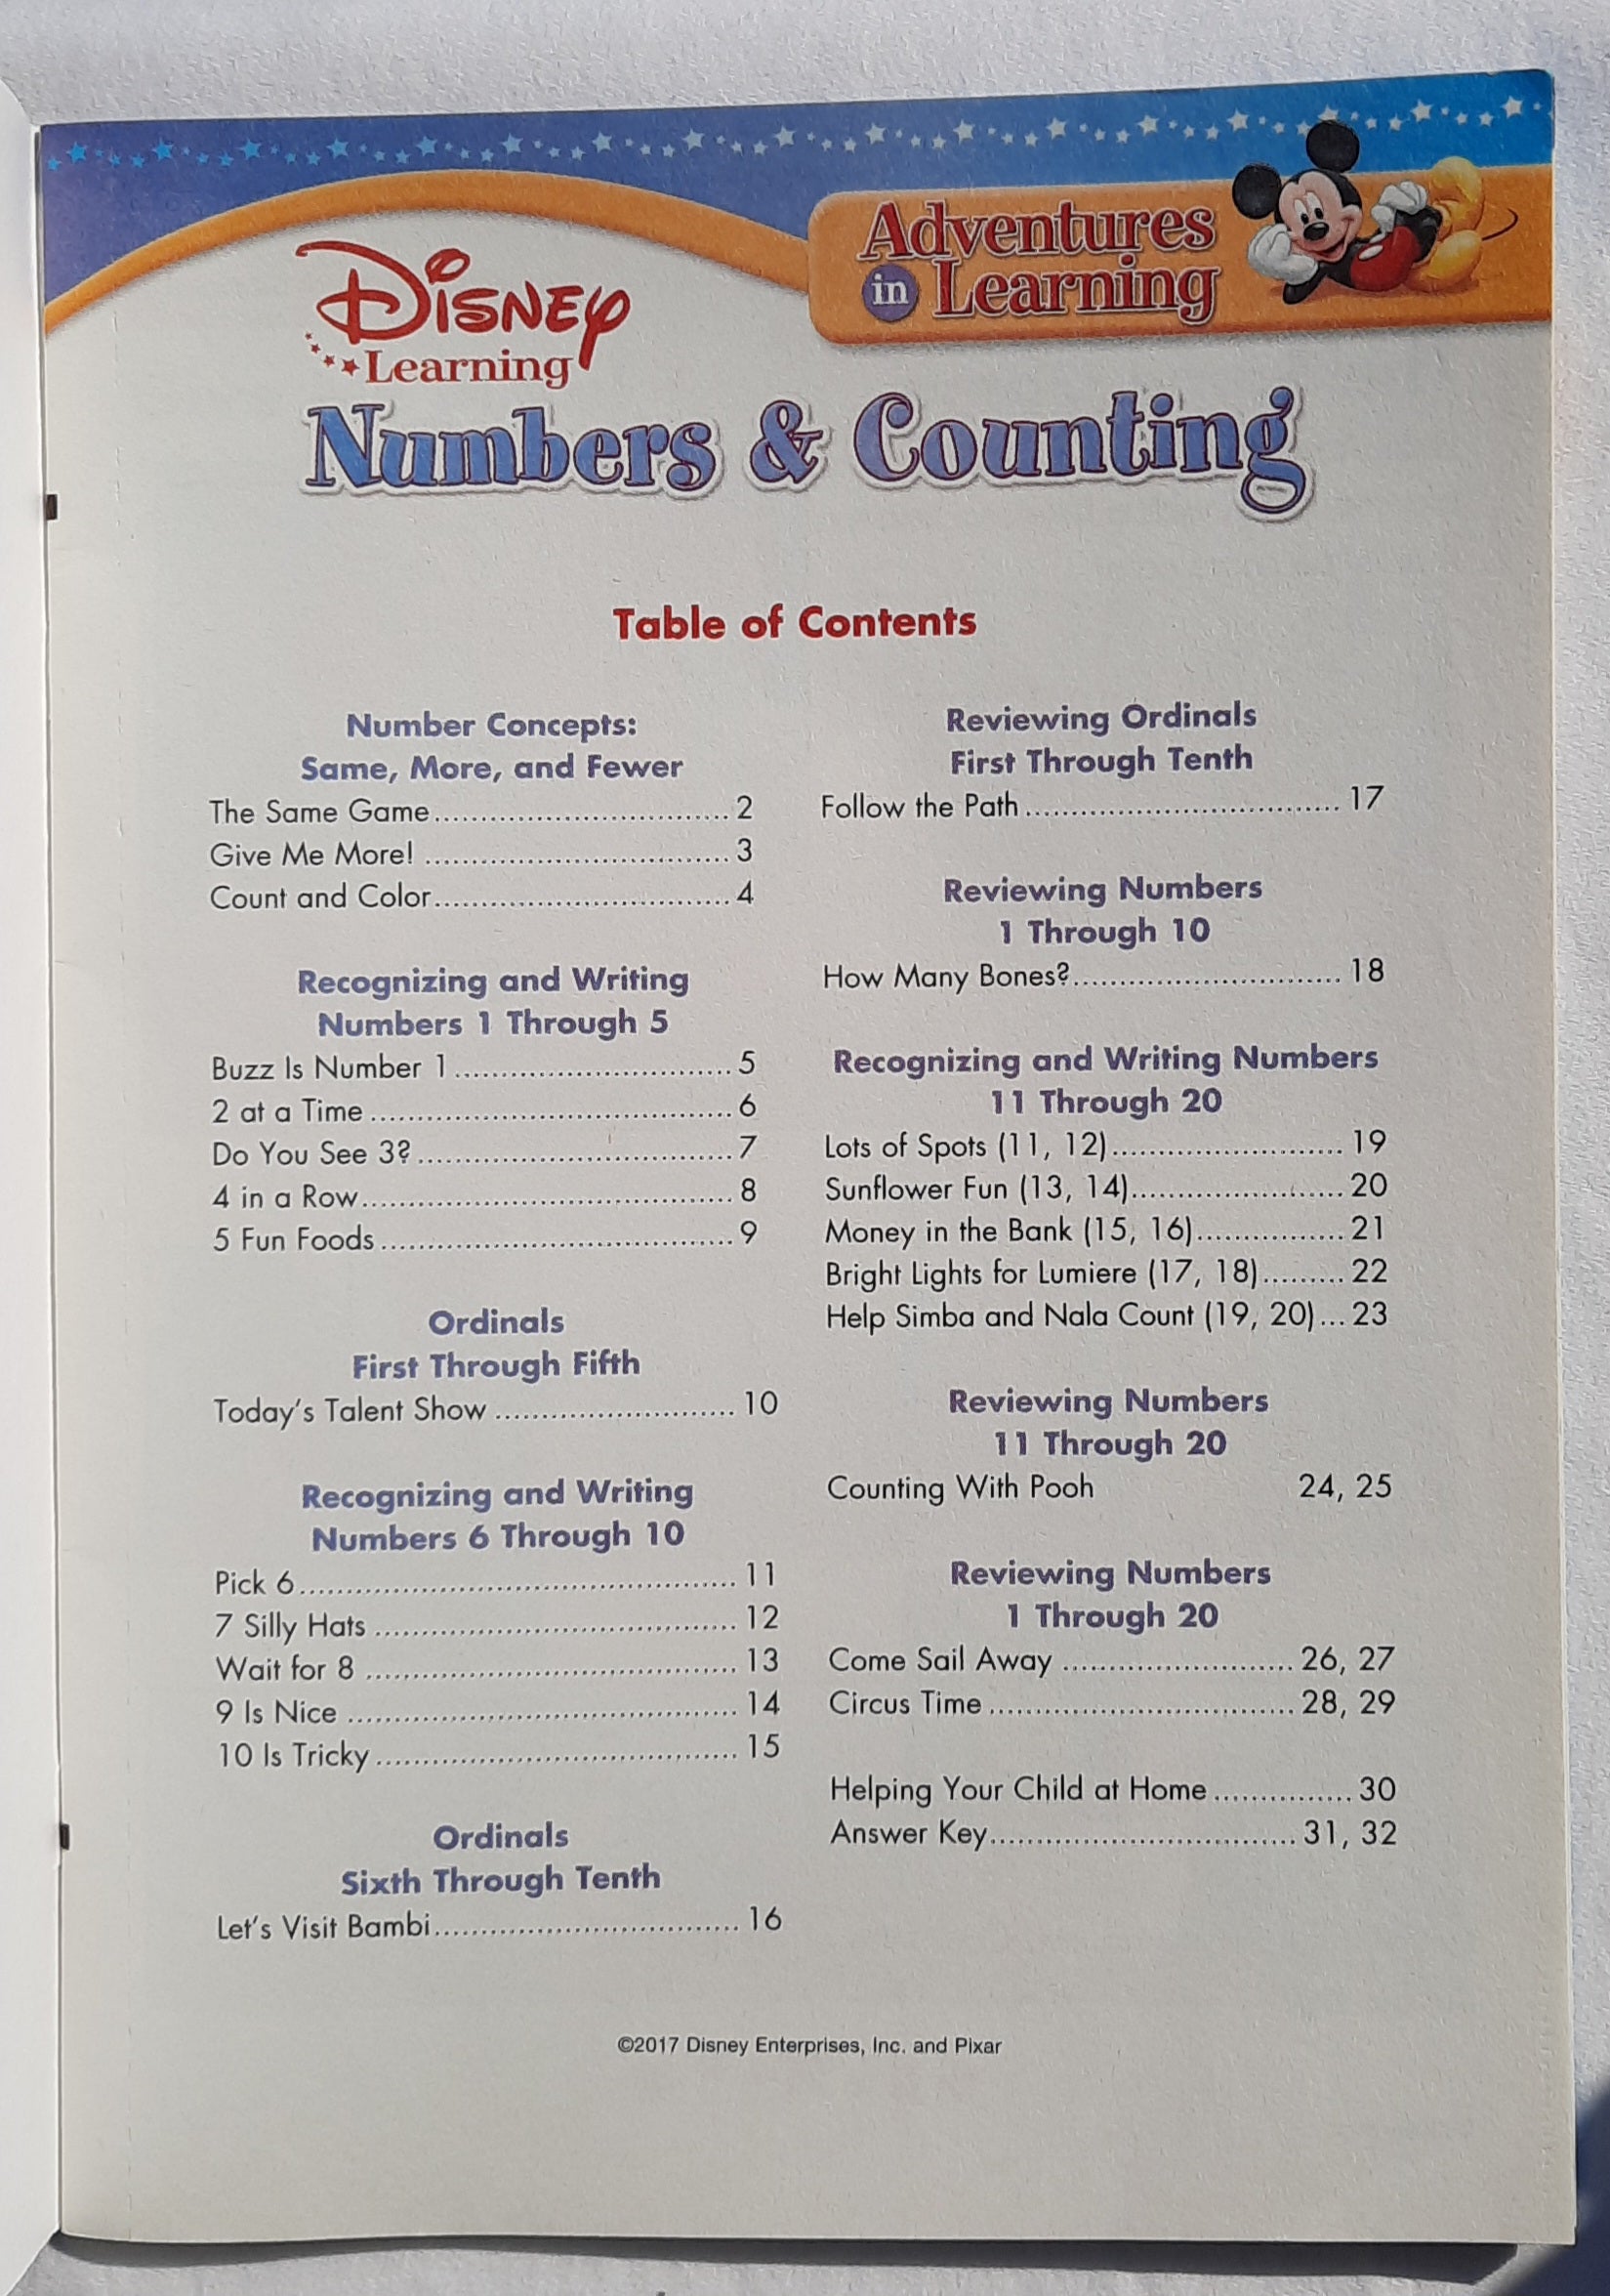 Disney
Learning
Adventures
in Learning
Numbers & Counting
Table of Contents
Number Concepts:
Same, More, and Fewer
The Same Game................................ 2
Give Me More! ................................. 3
Count and Color................................ 4
Recognizing and Writing
Numbers 1 Through 5
Buzz Is Number 1 .............................. 5
2 at a Time ....................................... 6
Do You See 3? .................................. 7
4 in a Row........................................ 8
5 Fun Foods ...................................... 9
Ordinals
First Through Fifth
Today's Talent Show .......................... 10
Recognizing and Writing
Numbers 6 Through 10
Pick 6............................................... 11
7 Silly Hats ....................................... 12
Wait for 8 ........................................ 13
9 Is Nice .......................................... 14
10 Is Tricky ....................................... 15
Ordinals
Sixth Through Tenth
Let's Visit Bambi................................. 16
Reviewing Ordinals
First Through Tenth
Follow the Path .................................. 17
Reviewing Numbers
1 Through 10
How Many Bones?............................. 18
Recognizing and Writing Numbers
11 Through 20
Lots of Spots (11, 12)......................... 19
Sunflower Fun (13, 14)....................... 20
Money in the Bank (15, 16)................ 21
Bright Lights for Lumiere (17, 18)......... 22
Help Simba and Nala Count (19, 20)... 23
Reviewing Numbers
11 Through 20
Counting With Pooh 24, 25
Reviewing Numbers
1 Through 20
Come Sail Away ......................... 26, 27
Circus Time ................................. 28, 29
Helping Your Child at Home ............... 30
Answer Key................................. 31, 32
©2017 Disney Enterprises, Inc. and Pixar